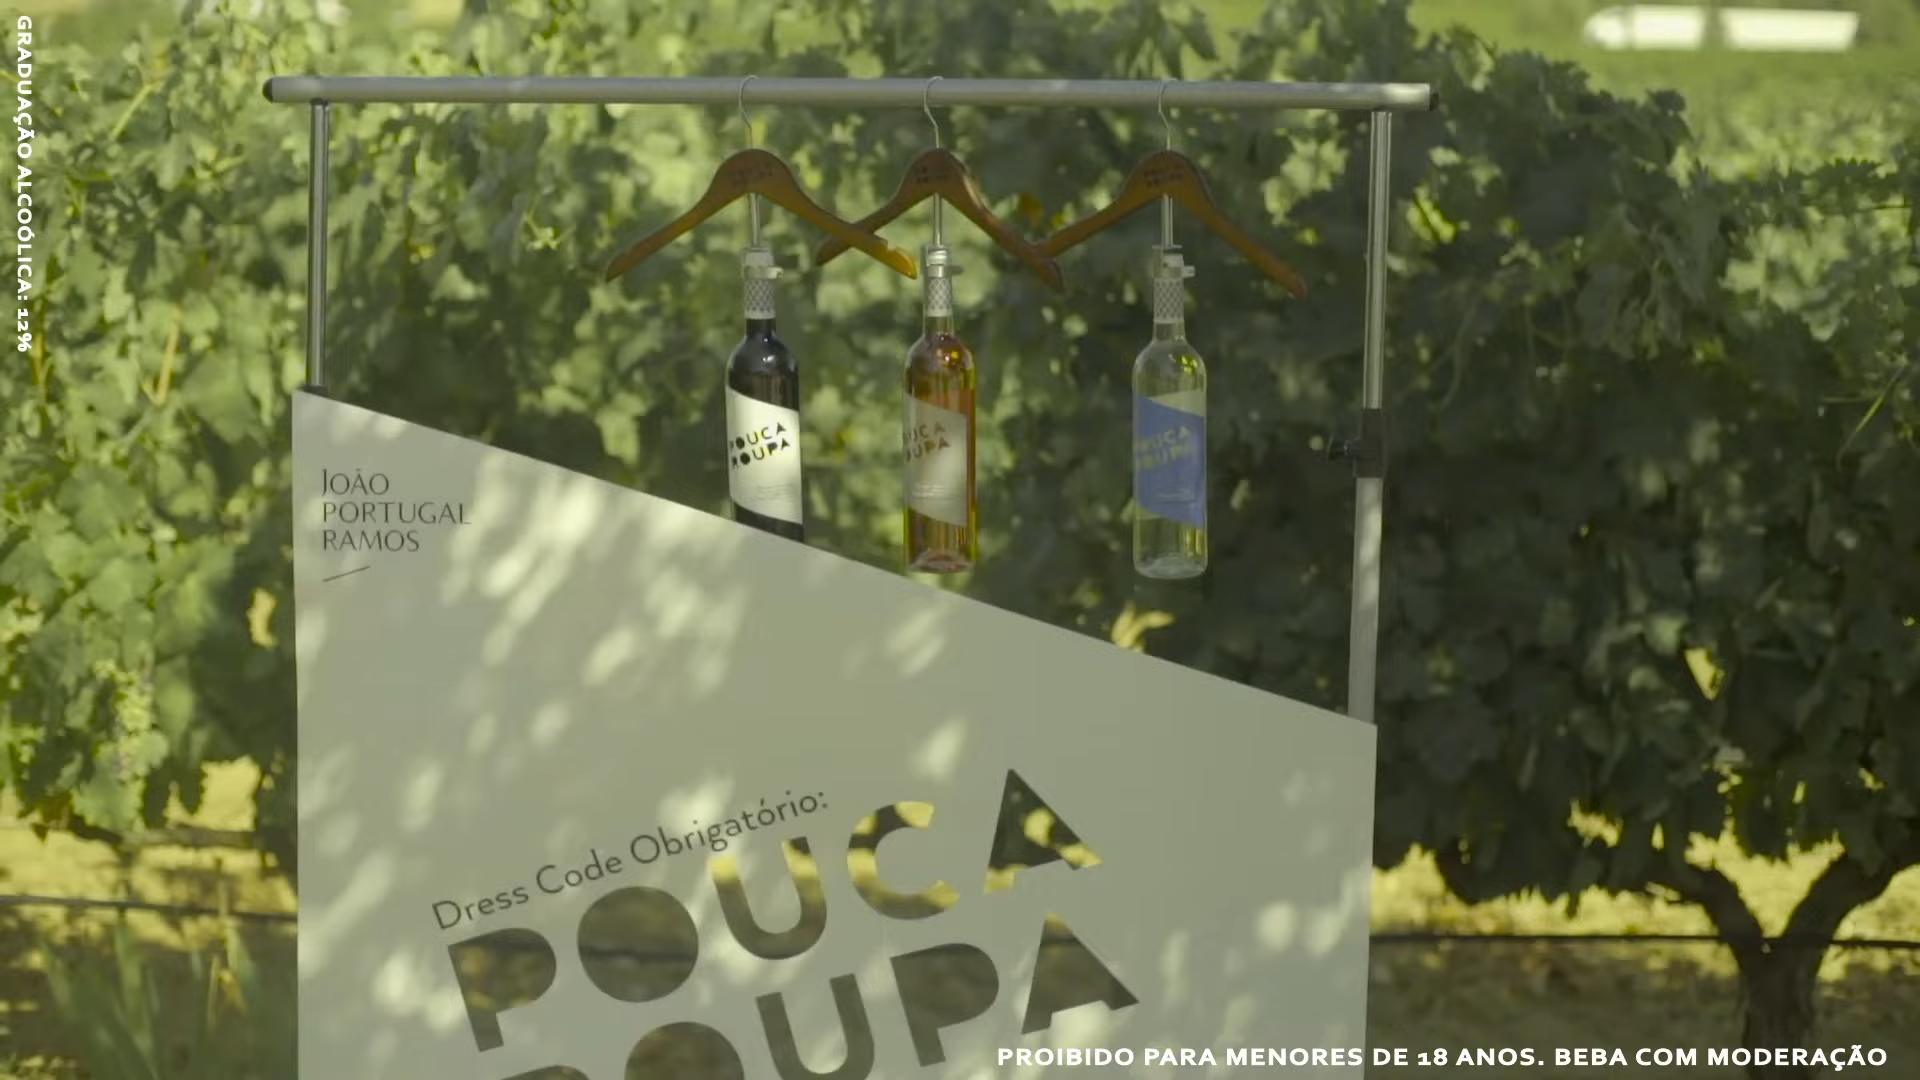 GRADUAÇÃO ALCOÓLICA: 12%
POUCA
ROUPA
POUCA
ROUPA
POUCA
ROUPA
JOÃO
PORTUGAL
RAMOS
Dress Code Obrigatório:
POUCA
ROUPA
PROIBIDO PARA MENORES DE 18 ANOS. BEBA COM MODERAÇÃO